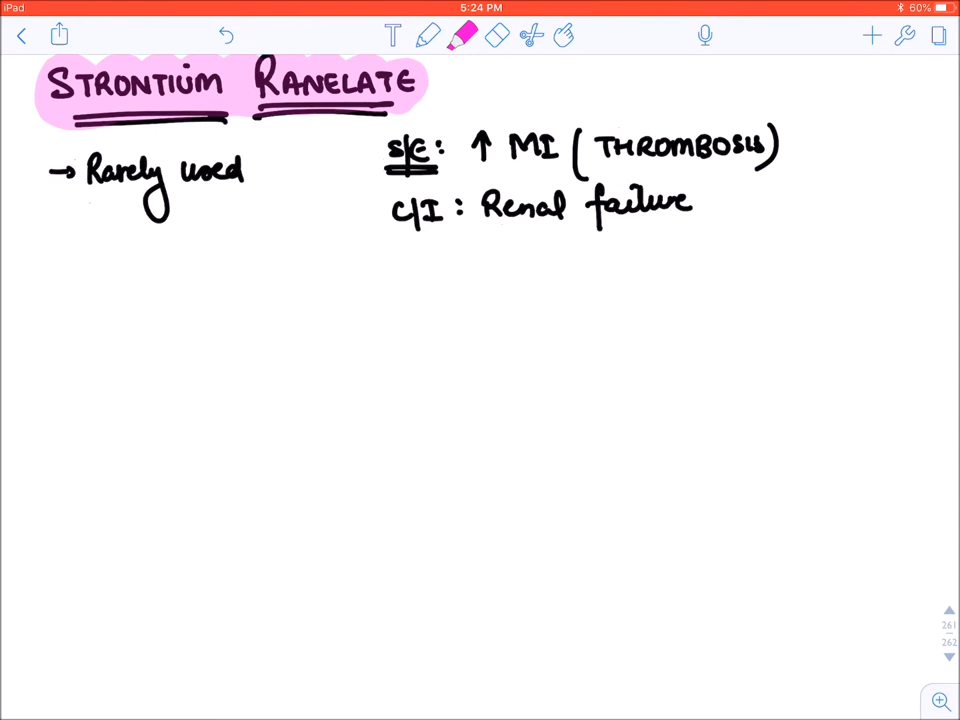 iPad
5:24 PM
60%
T
STRONTIUM RANELATE
→ Rarely used
S/E: ↑ MI (THROMBOSIS)
C/I: Renal failure
261
262